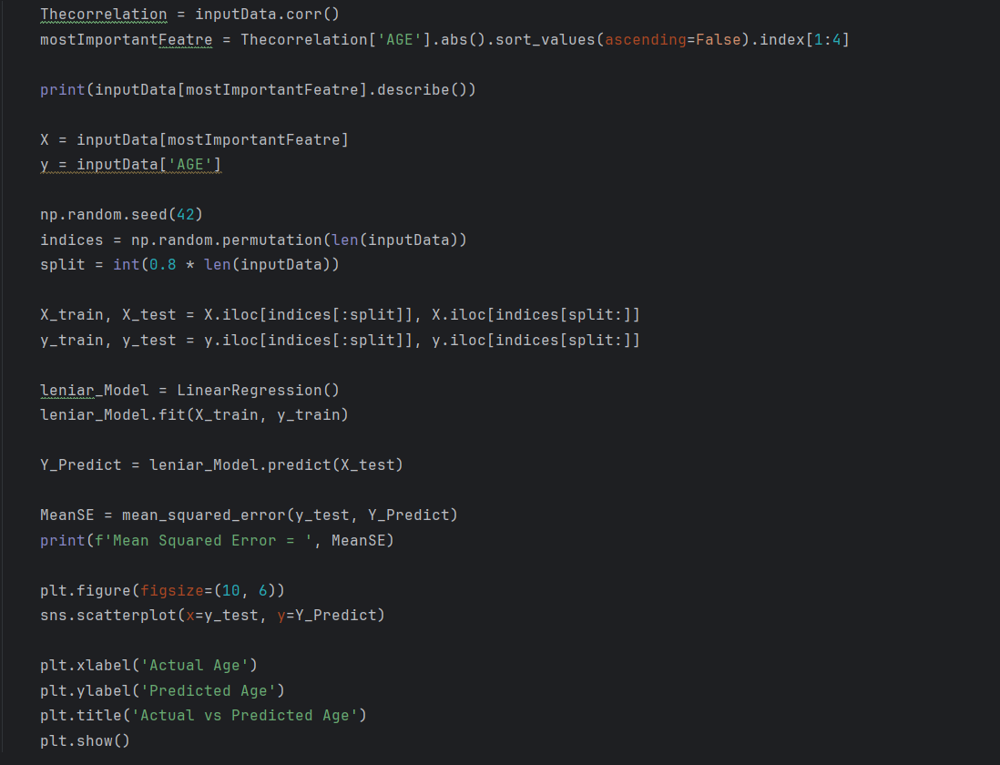 Thecorrelation = inputData.corr()
mostImportantFeatre = Thecorrelation['AGE'].abs().sort_values(ascending=False).index[1:4]
print(inputData[mostImportantFeatre].describe())
X = inputData[mostImportantFeatre]
y = inputData['AGE']
np.random.seed(42)
indices = np.random.permutation(len(inputData))
split = int(0.8 * len(inputData))
X_train, X_test = X.iloc[indices[:split]], X.iloc[indices[split:]]
y_train, y_test = y.iloc[indices[:split]], y.iloc[indices[split:]]
leniar_Model = LinearRegression()
leniar_Model.fit(X_train, y_train)
Y_Predict = leniar_Model.predict(X_test)
MeanSE = mean_squared_error(y_test, Y_Predict)
print(f'Mean Squared Error = ', MeanSE)
plt.figure(figsize=(10, 6))
sns.scatterplot(x=y_test, y=Y_Predict)
plt.xlabel('Actual Age')
plt.ylabel('Predicted Age')
plt.title('Actual vs Predicted Age')
plt.show()